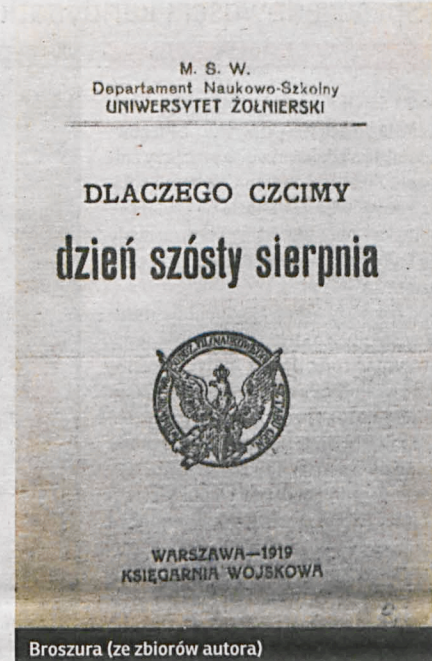 M. S. W.
Departament Naukowo-Szkolny
UNIWERSYTET ŻOŁNIERSKI
DLACZEGO CZCIMY
dzień szósty sierpnia
WARSZAWA—1919
KSIĘGARNIA WOJSKOWA
Broszura (ze zbiorów autora)